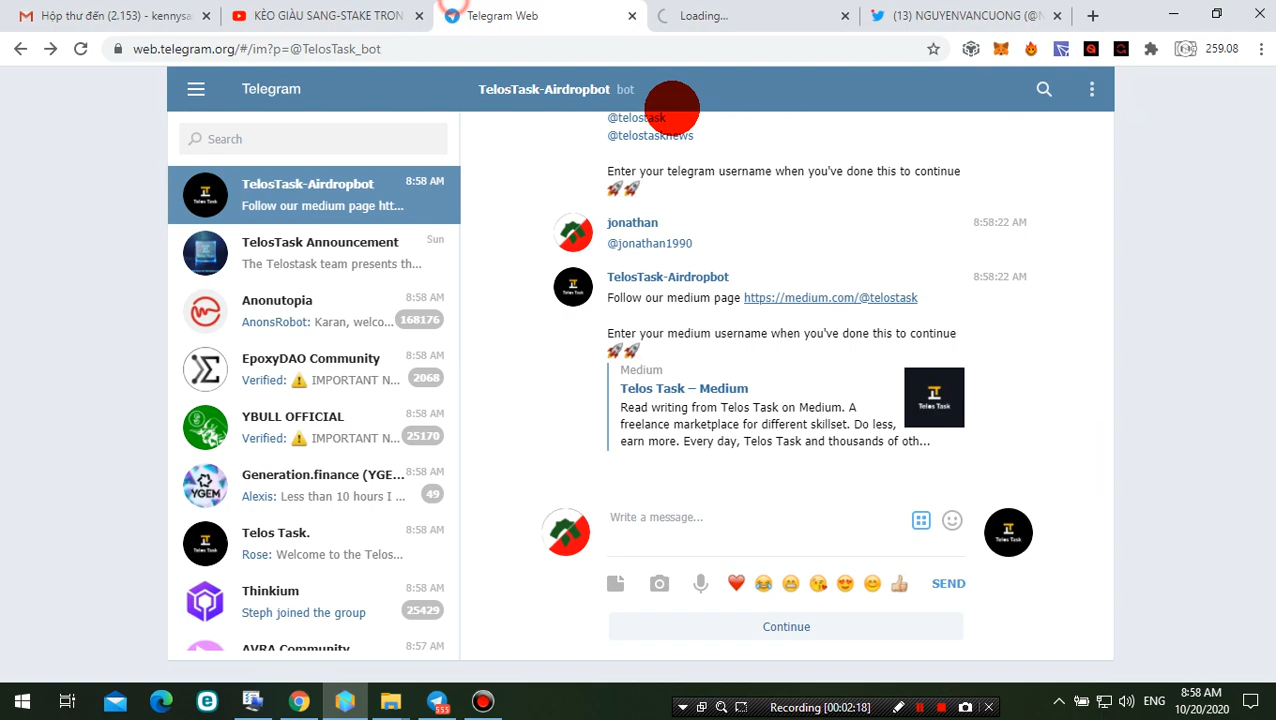 Hộp thư đến (2.153) - kennyv
KÈO GIÀU SANG-STAKE TRON
Telegram Web
Loading...
(13) NGUYENVANCUONG (@N
web.telegram.org/#/im?p=@TelosTask_bot
259.08
Telegram
TelosTask-Airdropbot bot
Search
TelosTask-Airdropbot 8:58 AM
Follow our medium page htt...
TelosTask Announcement Sun
The Telostask team presents th...
Anonutopia 8:58 AM
AnonsRobot: Karan, welco... 168176
EpoxyDAO Community 8:58 AM
Verified: ⚠️ IMPORTANT N... 2068
YBULL OFFICIAL 8:58 AM
Verified: ⚠️ IMPORTANT N... 25170
Generation.finance (YGE... 8:58 AM
Alexis: Less than 10 hours I ... 49
Telos Task. 8:58 AM
Rose: Welcome to the Telos...
Thinkium 8:58 AM
Steph joined the group 25429
AVRA Community 8:57 AM
@telostask
@telostasknews
Enter your telegram username when you've done this to continue
🚀🚀
jonathan 8:58:22 AM
@jonathan1990
TelosTask-Airdropbot 8:58:22 AM
Follow our medium page https://medium.com/@telostask
Enter your medium username when you've done this to continue
🚀🚀
Medium
Telos Task – Medium
Read writing from Telos Task on Medium. A
freelance marketplace for different skillset. Do less,
earn more. Every day, Telos Task and thousands of oth...
Telos Task
Write a message...
Telos Task
SEND
Continue
555
Recording [00:02:18]
ENG
8:58 AM
10/20/2020